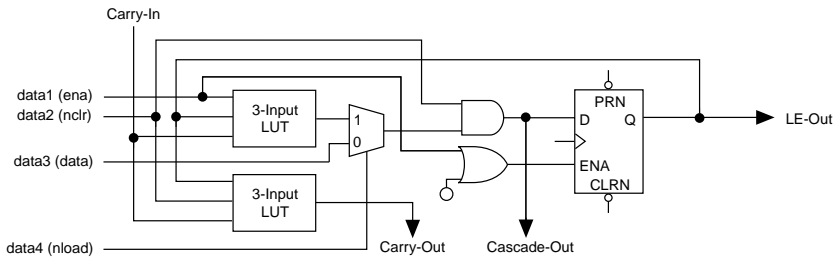 Carry-In
data1 (ena)
data2 (nclr)
data3 (data)
data4 (nload)
3-Input
LUT
3-Input
LUT
1
0
PRN
D
Q
ENA
CLRN
LE-Out
Carry-Out
Cascade-Out